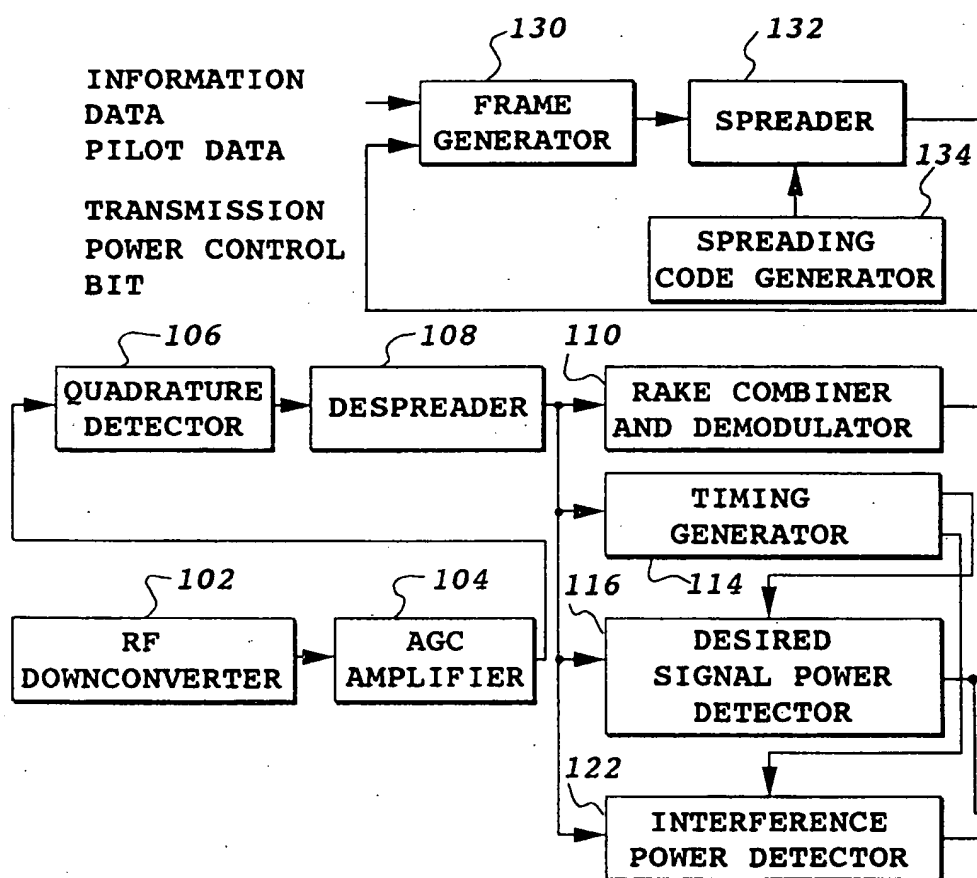 130
132
INFORMATION
DATA
PILOT DATA
FRAME
GENERATOR
SPREADER
134
TRANSMISSION
POWER CONTROL
BIT
SPREADING
CODE GENERATOR
106
108
110
QUADRATURE
DETECTOR
DESPREADER
RAKE COMBINER
AND DEMODULATOR
TIMING
GENERATOR
102
104
116
114
RF
DOWNCONVERTER
AGC
AMPLIFIER
DESIRED
SIGNAL POWER
DETECTOR
122
INTERFERENCE
POWER DETECTOR